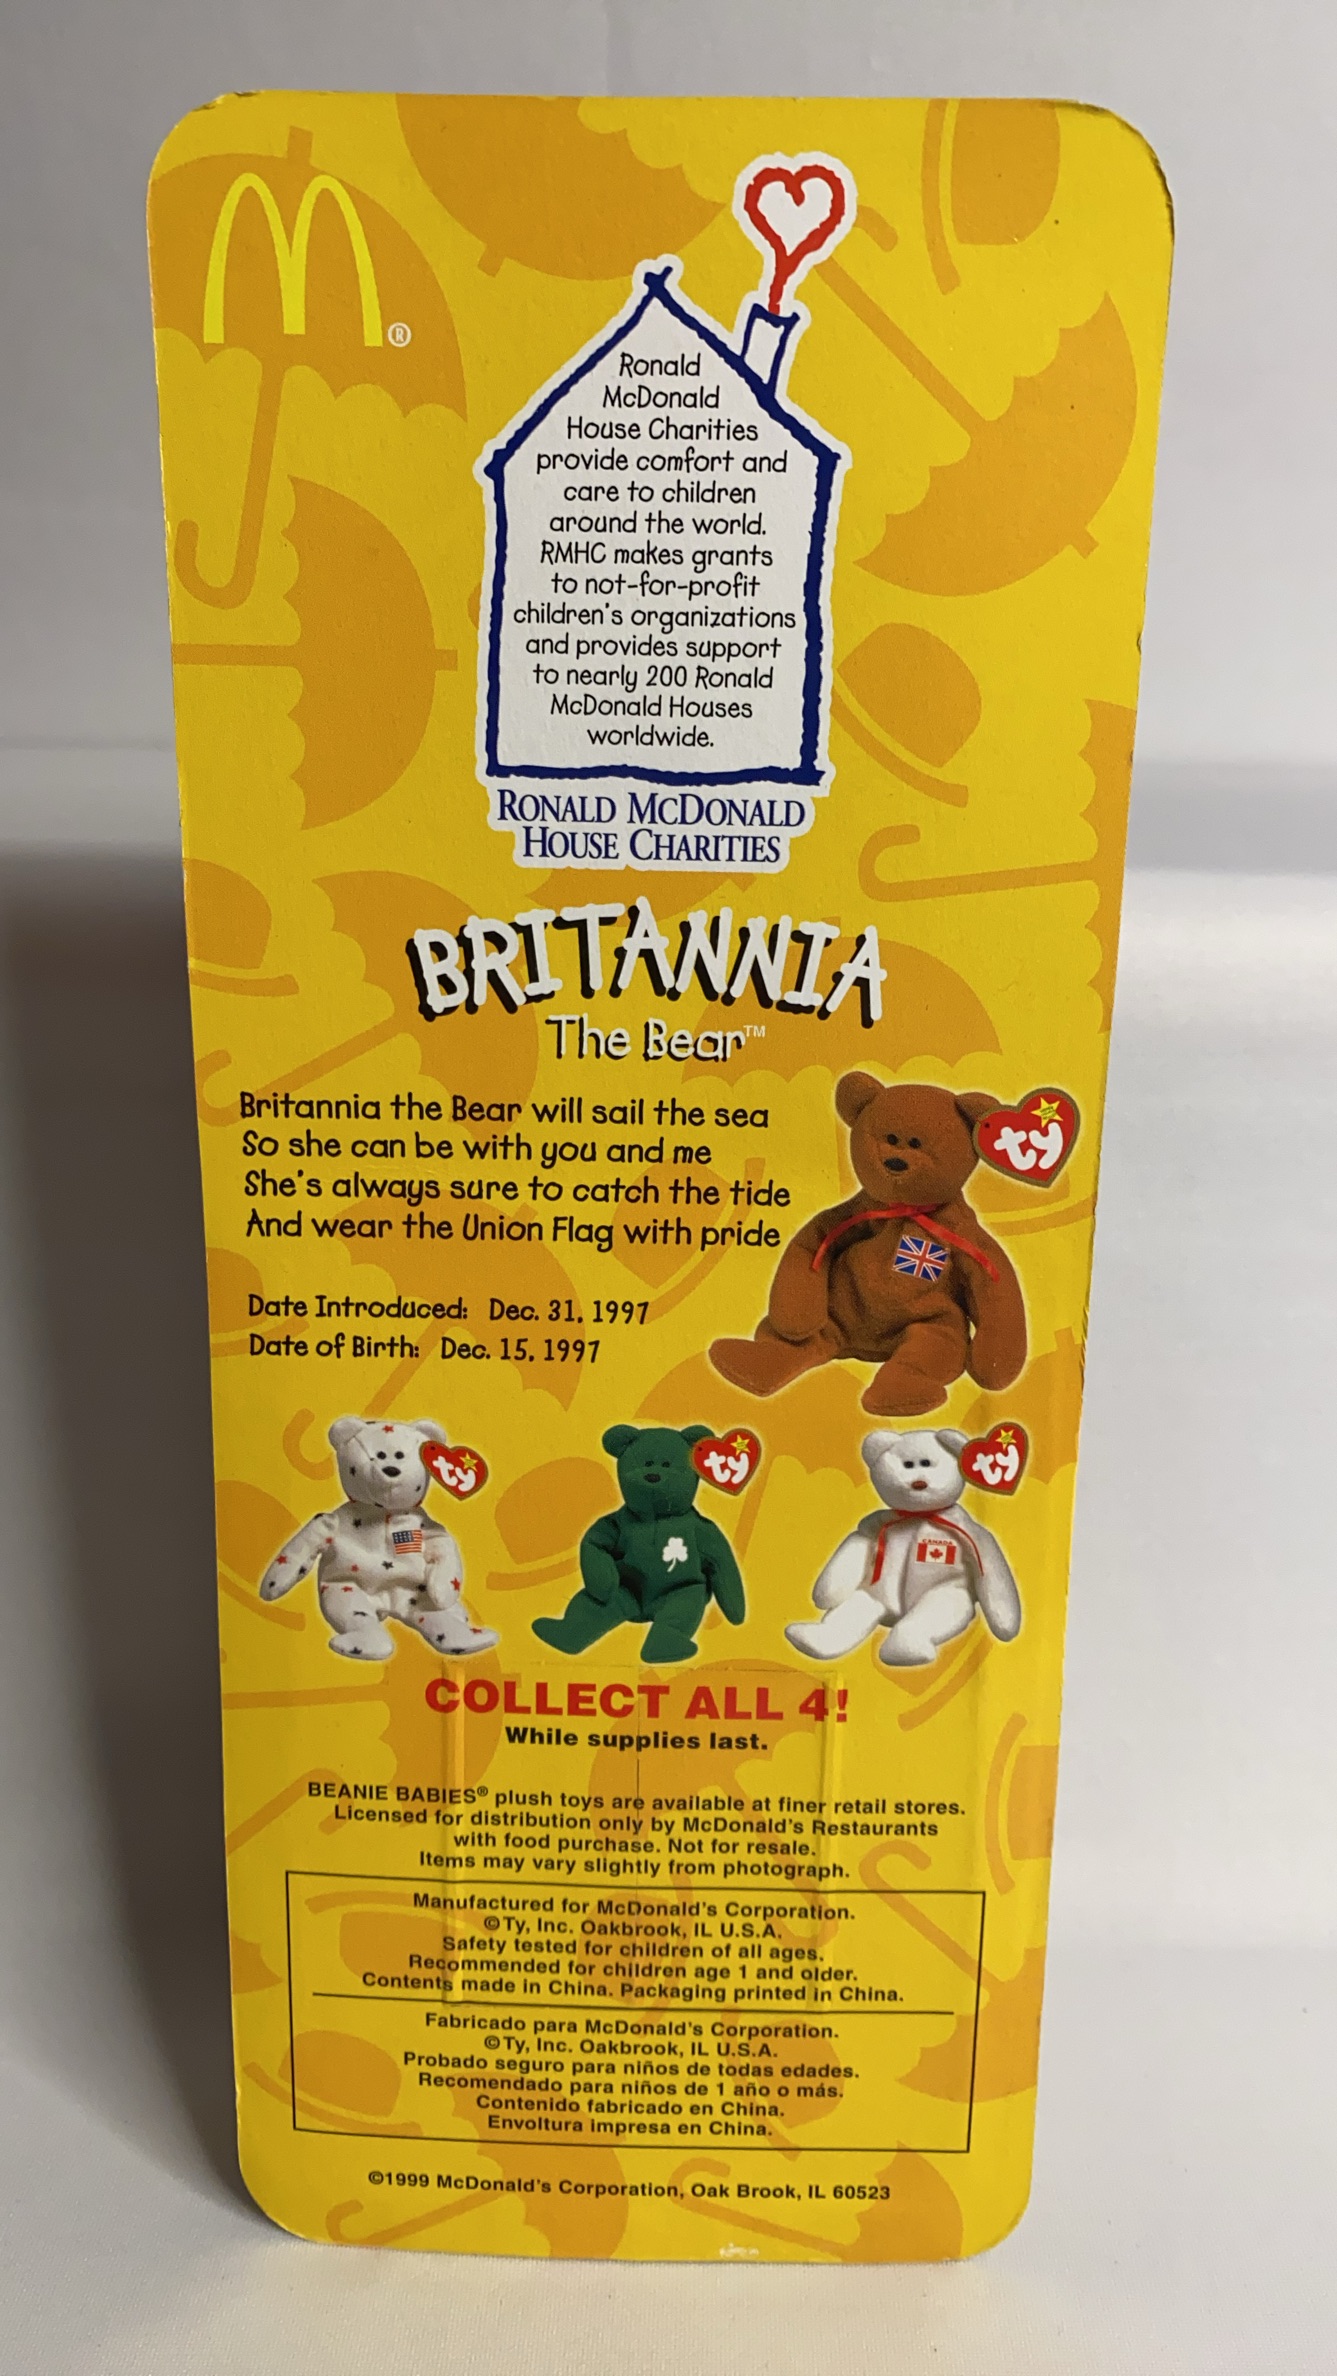 ®
Ronald
McDonald
House Charities
provide comfort and
care to children
around the world.
RMHC makes grants
to not-for-profit
children's organizations
and provides support
to nearly 200 Ronald
McDonald Houses
worldwide.
RONALD MCDONALD
HOUSE CHARITIES
BRITANNIA
The Bear™
Britannia the Bear will sail the sea
So she can be with you and me
She's always sure to catch the tide
And wear the Union Flag with pride
ty
Date Introduced: Dec. 31, 1997
Date of Birth: Dec. 15, 1997
ty
ty
ty
CANADA
COLLECT ALL 4!
While supplies last.
BEANIE BABIES® plush toys are available at finer retail stores.
Licensed for distribution only by McDonald's Restaurants
with food purchase. Not for resale.
Items may vary slightly from photograph.
Manufactured for McDonald's Corporation.
©Ty, Inc. Oakbrook, IL U.S.A.
Safety tested for children of all ages.
Recommended for children age 1 and older.
Contents made in China. Packaging printed in China.
Fabricado para McDonald's Corporation.
©Ty, Inc. Oakbrook, IL U.S.A.
Probado seguro para niños de todas edades.
Recomendado para niños de 1 año o más.
Contenido fabricado en China.
Envoltura impresa en China.
©1999 McDonald's Corporation, Oak Brook, IL 60523